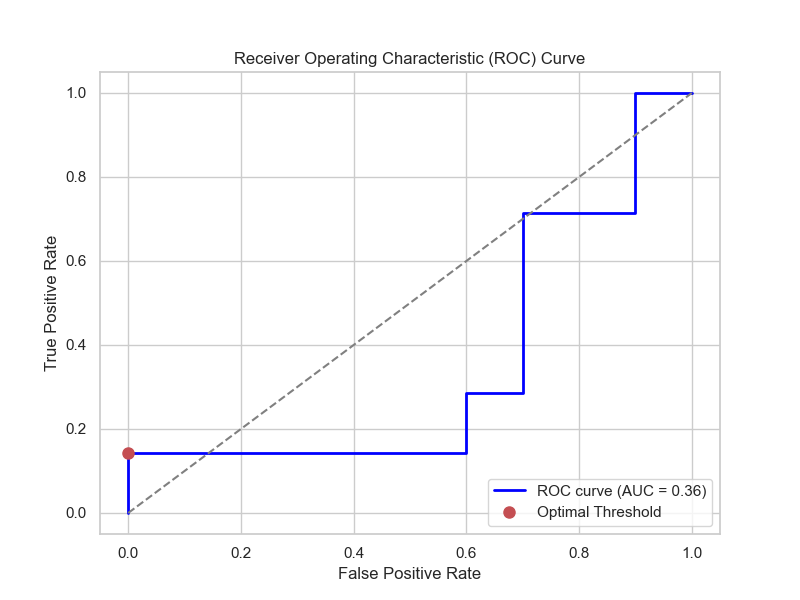 Receiver Operating Characteristic (ROC) Curve
True Positive Rate
1.0
0.8
0.6
0.4
0.2
0.0
0.0 0.2 0.4 0.6 0.8 1.0
False Positive Rate
ROC curve (AUC = 0.36)
Optimal Threshold